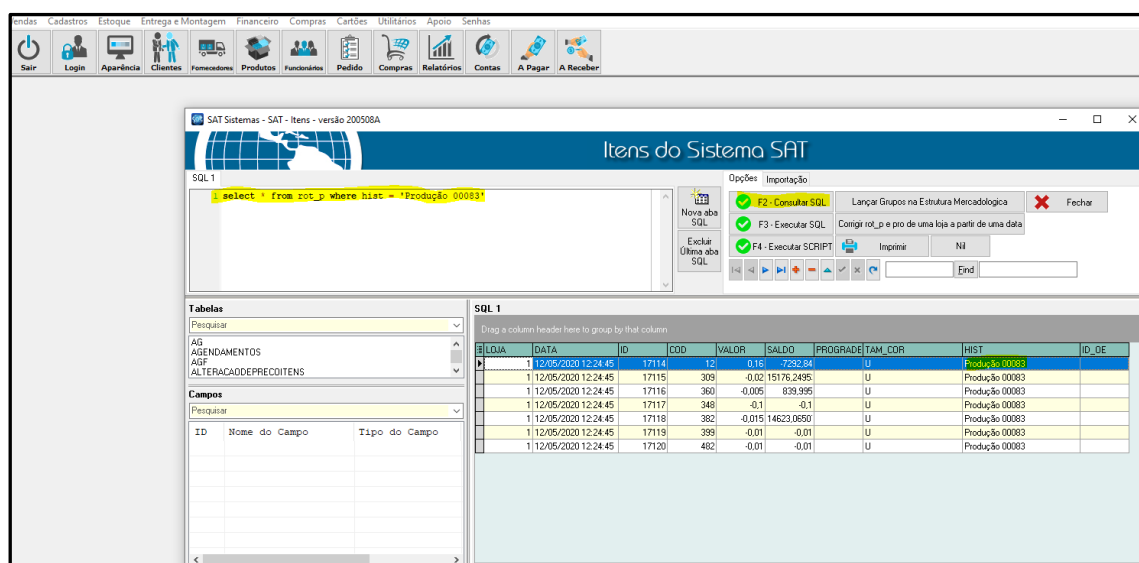 Vendas Cadastros Estoque Entrega e Montagem Financeiro Compras Cartões Utilitários Apoio Senhas
Sair Login Aparência Clientes Fornecedores Produtos Funcionários Pedido Compras Relatórios Contas A Pagar A Receber
SAT Sistemas - SAT - Itens - versão 200508A
Itens do Sistema SAT
SQL 1
1 select * from rot_p where hist = 'Produção 00083'
Nova aba SQL
Excluir Última aba SQL
Opções Importação
F2 - Consultar SQL Lançar Grupos na Estrutura Mercadologica Fechar
F3 - Executar SQL Corrigir rot_p e pro de uma loja a partir de uma data
F4 - Executar SCRIPT Imprimir Nil
Find
Tabelas
Pesquisar
AG
AGENDAMENTOS
AGF
ALTERACAODEPRECOITENS
Campos
Pesquisar
ID Nome do Campo Tipo do Campo
SQL 1
Drag a column header here to group by that column
LOJA DATA ID COD VALOR SALDO PROGRADE TAM_COR HIST ID_OE
1 12/05/2020 12:24:45 17114 12 0,16 -7292,84 U Produção 00083
1 12/05/2020 12:24:45 17115 309 -0,02 15176,2495 U Produção 00083
1 12/05/2020 12:24:45 17116 360 -0,005 839,995 U Produção 00083
1 12/05/2020 12:24:45 17117 348 -0,1 -0,1 U Produção 00083
1 12/05/2020 12:24:45 17118 382 -0,015 14623,0650 U Produção 00083
1 12/05/2020 12:24:45 17119 399 -0,01 -0,01 U Produção 00083
1 12/05/2020 12:24:45 17120 482 -0,01 -0,01 U Produção 00083